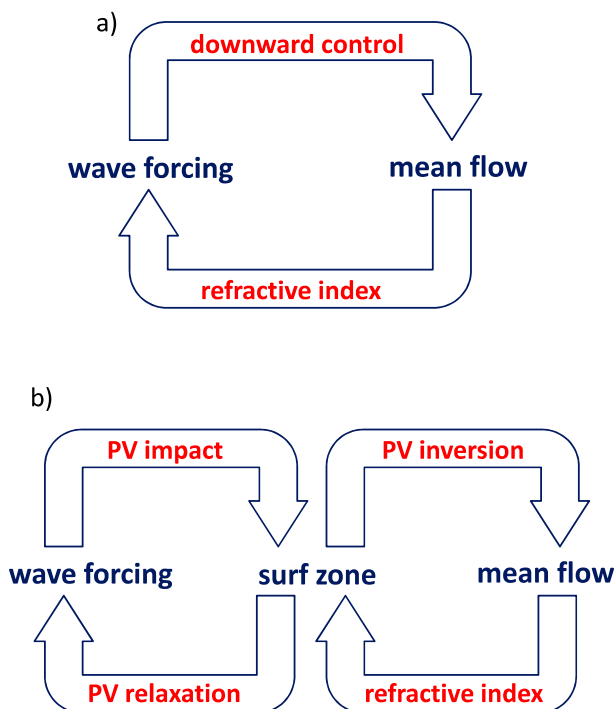 a)
downward control
wave forcing mean flow
refractive index
b)
PV impact PV inversion
wave forcing surf zone mean flow
PV relaxation refractive index